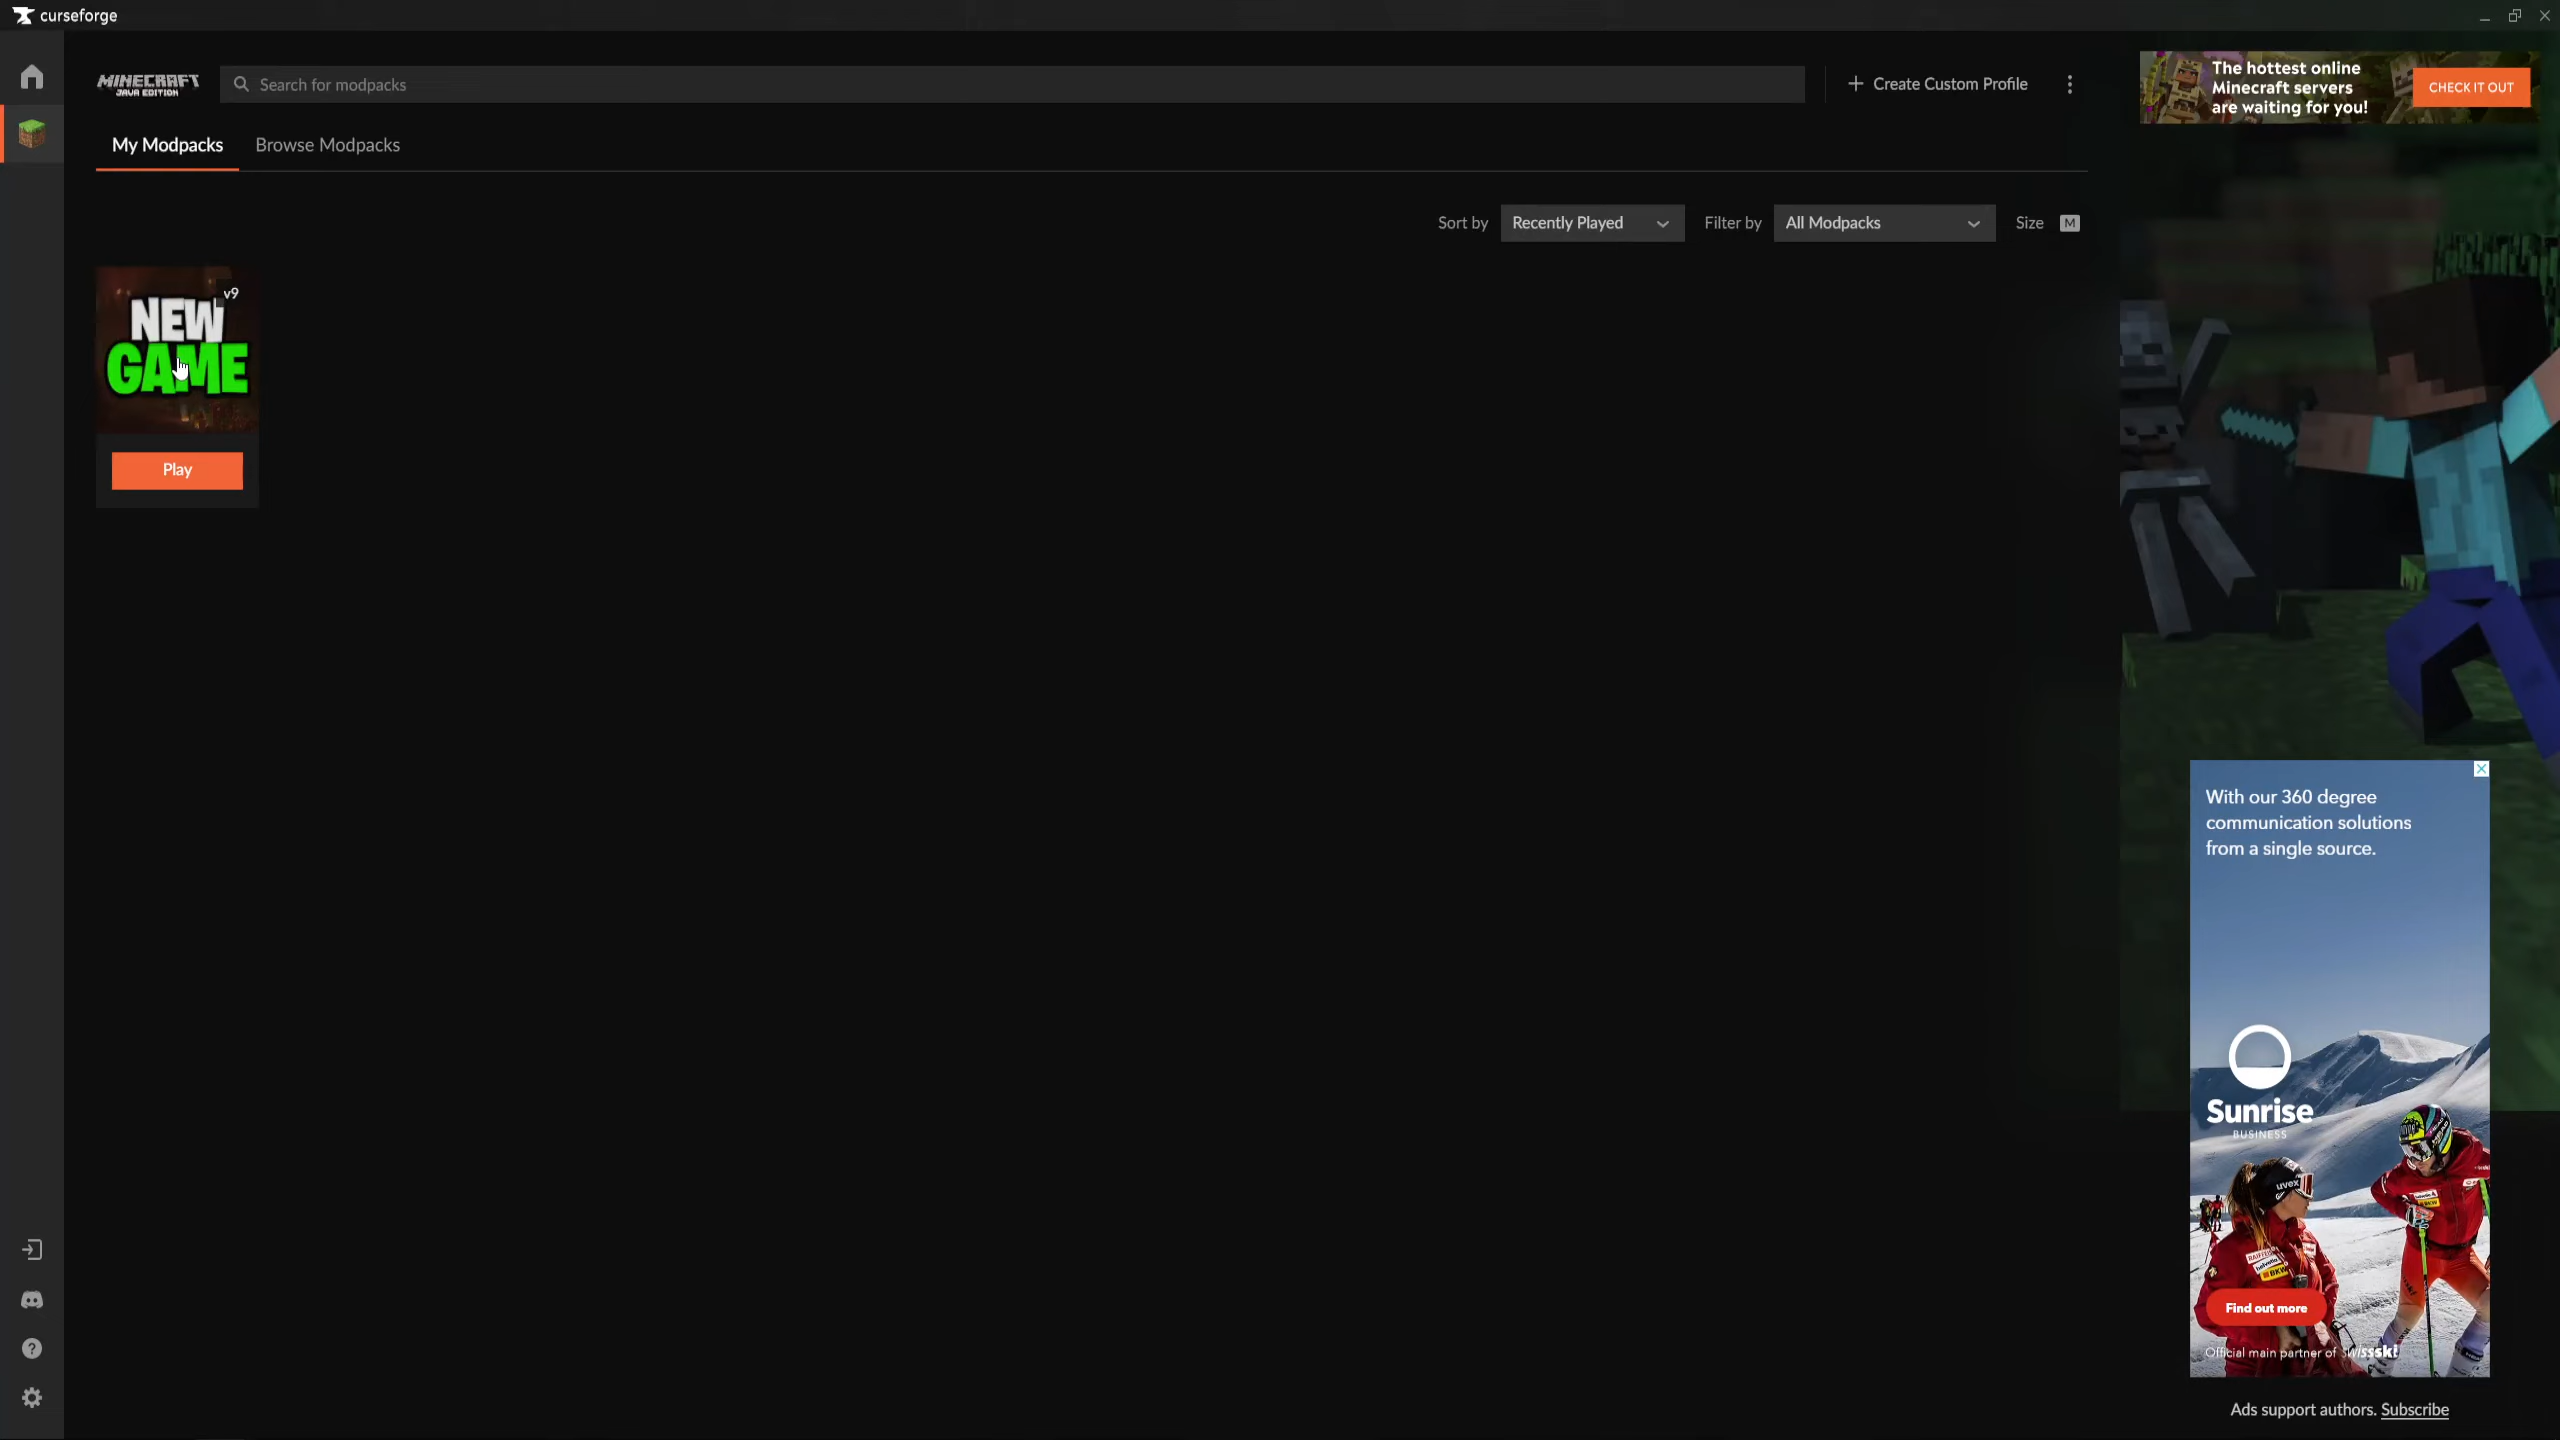 curseforge
MINECRAFT
JAVA EDITION
Search for modpacks
Create Custom Profile
My Modpacks
Browse Modpacks
Sort by
Recently Played
Filter by
All Modpacks
Size
M
v9
NEW
GAME
Play
The hottest online
Minecraft servers
are waiting for you!
CHECK IT OUT
With our 360 degree
communication solutions
from a single source.
Sunrise
BUSINESS
uvex
BKW
Find out more
Official main partner of swissski
Ads support authors. Subscribe